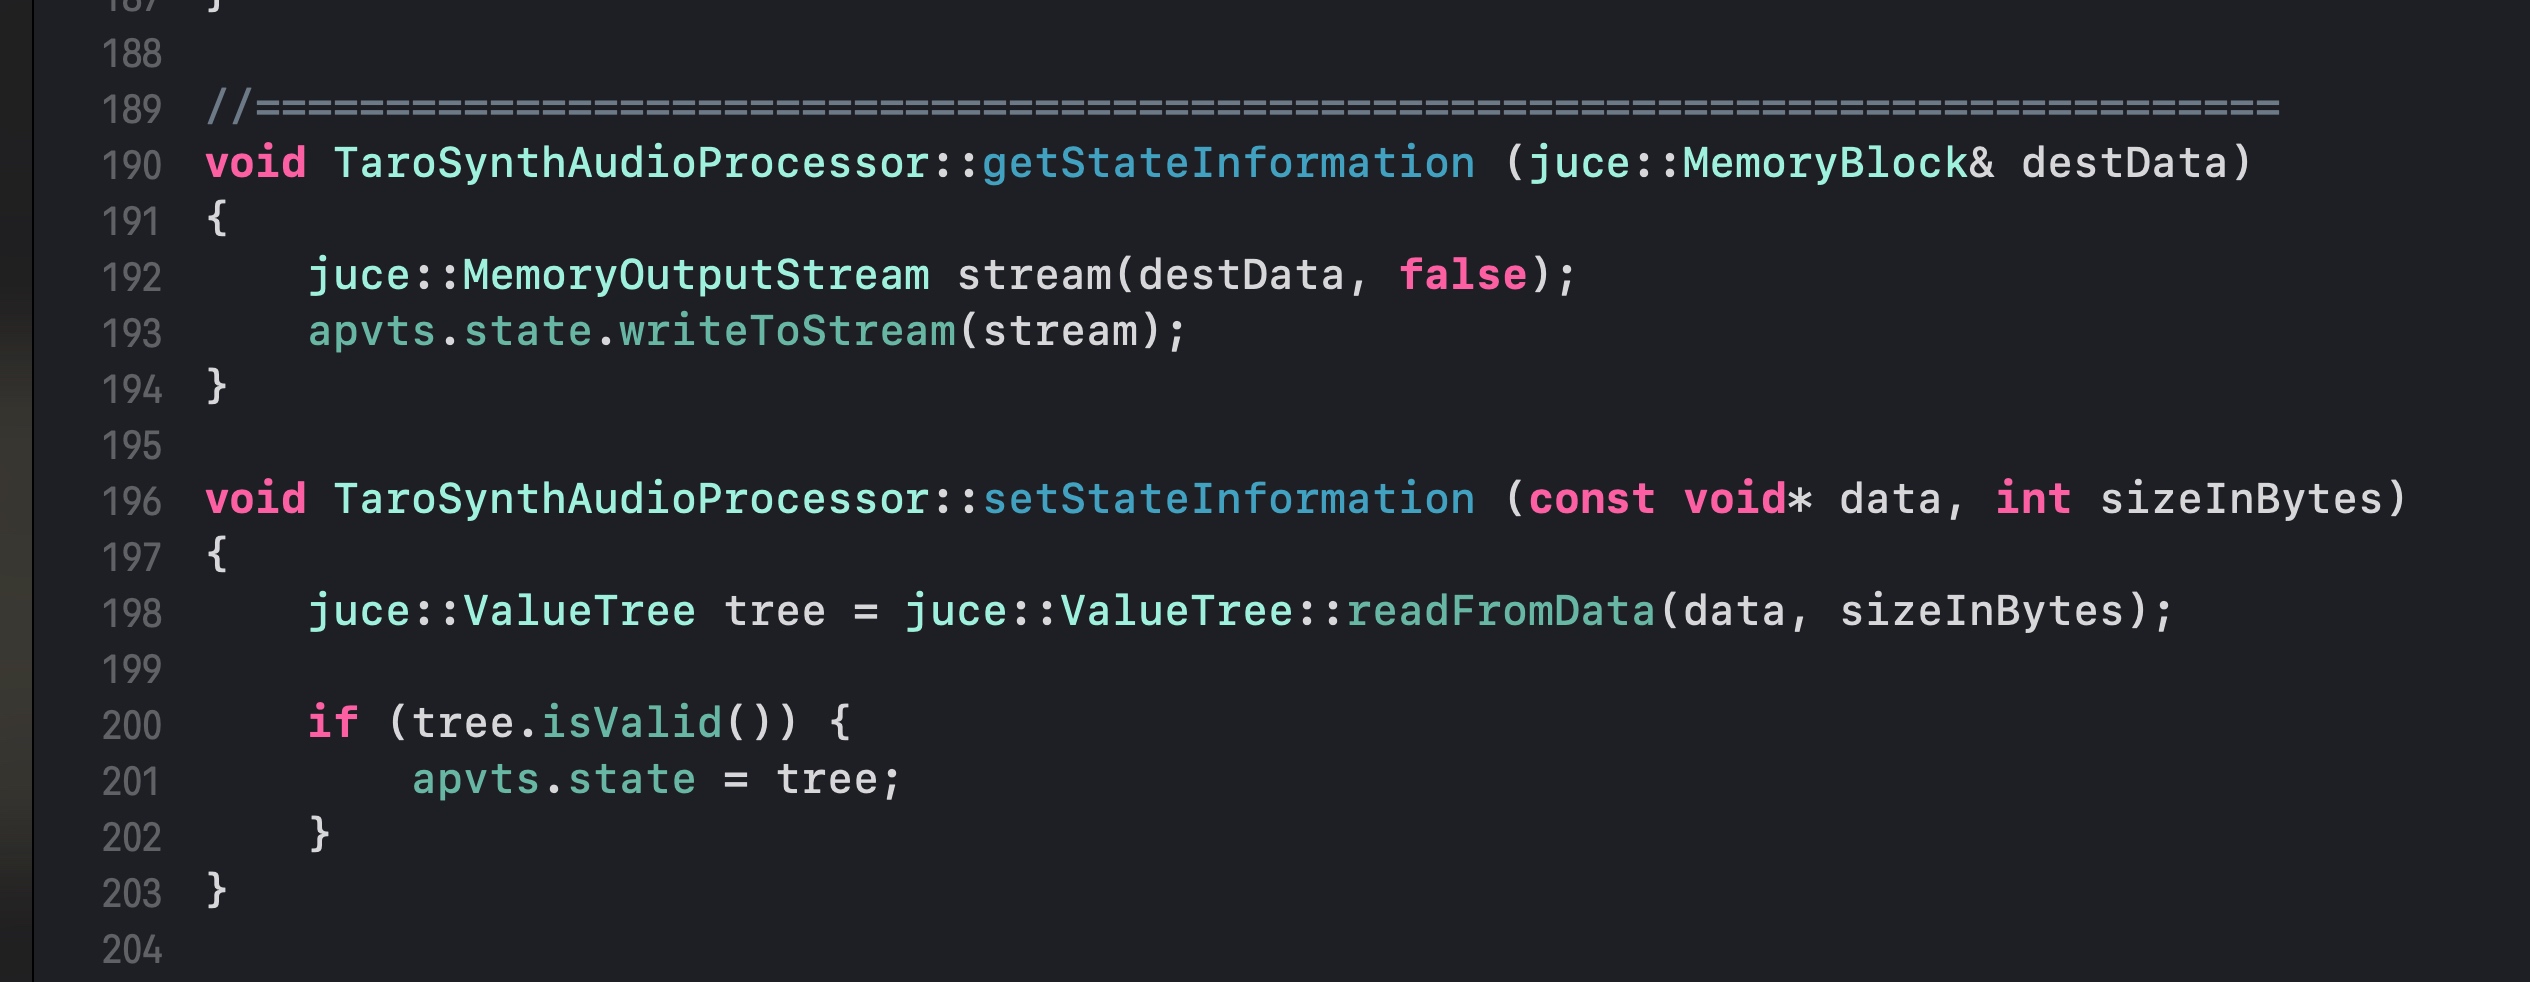 187 }
188
189 //==============================================================================
190 void TaroSynthAudioProcessor::getStateInformation (juce::MemoryBlock& destData)
191 {
192     juce::MemoryOutputStream stream(destData, false);
193     apvts.state.writeToStream(stream);
194 }
195
196 void TaroSynthAudioProcessor::setStateInformation (const void* data, int sizeInBytes)
197 {
198     juce::ValueTree tree = juce::ValueTree::readFromData(data, sizeInBytes);
199
200     if (tree.isValid()) {
201         apvts.state = tree;
202     }
203 }
204